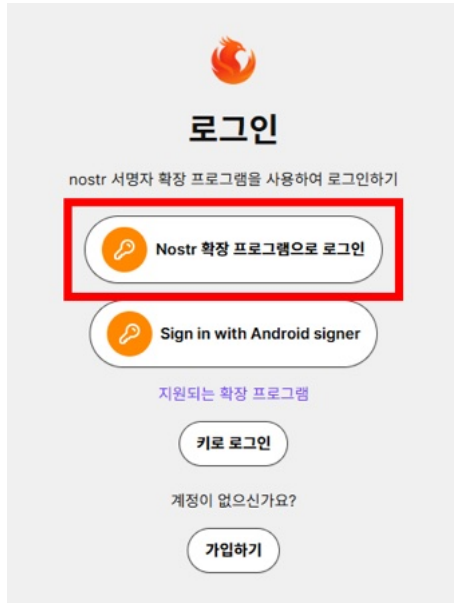 로그인
nostr 서명자 확장 프로그램을 사용하여 로그인하기
Nostr 확장 프로그램으로 로그인
Sign in with Android signer
지원되는 확장 프로그램
키로 로그인
계정이 없으신가요?
가입하기